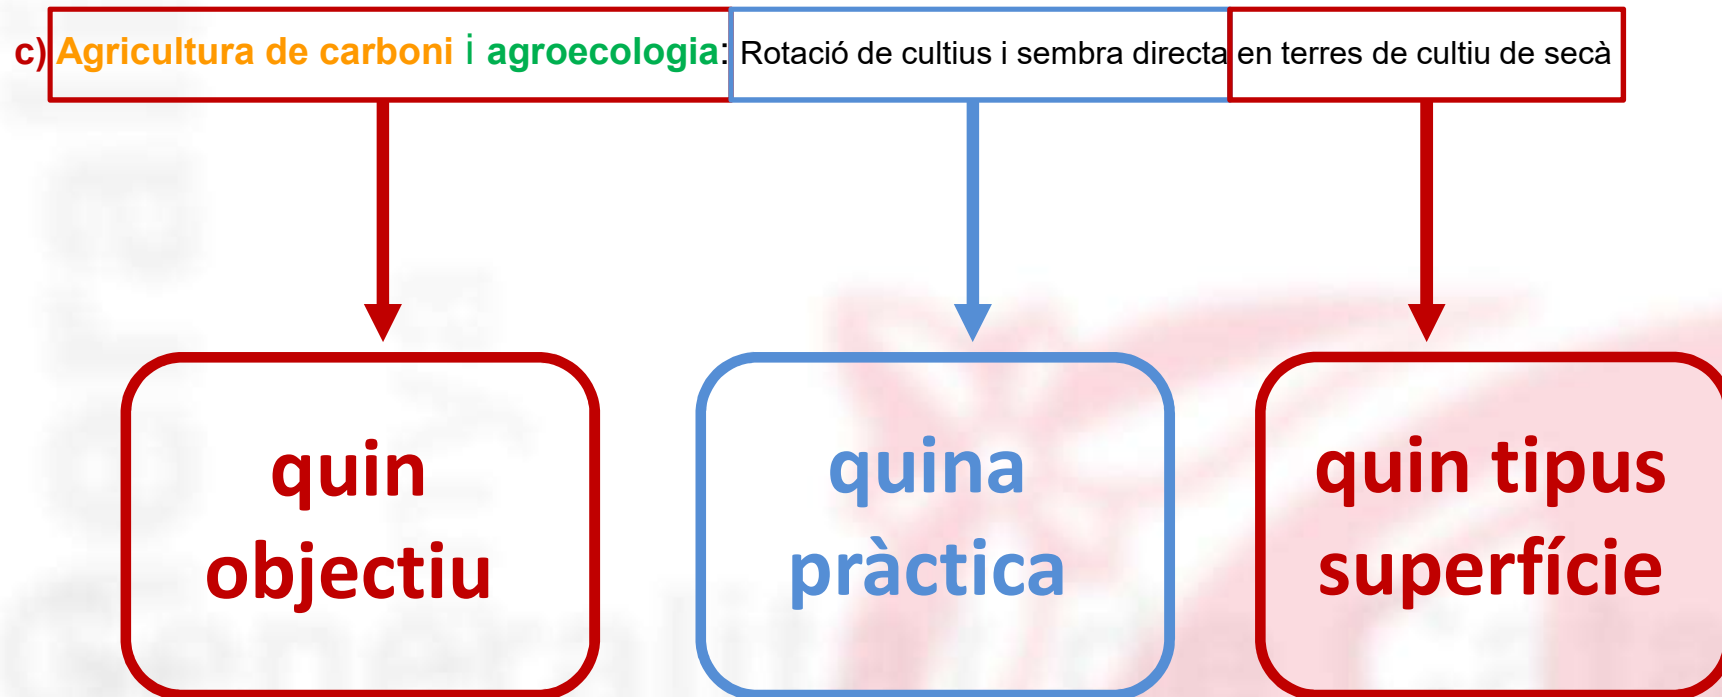 c) Agricultura de carboni i agroecologia: Rotació de cultius i sembra directa en terres de cultiu de secà
quin
objectiu
quina
pràctica
quin tipus
superfície